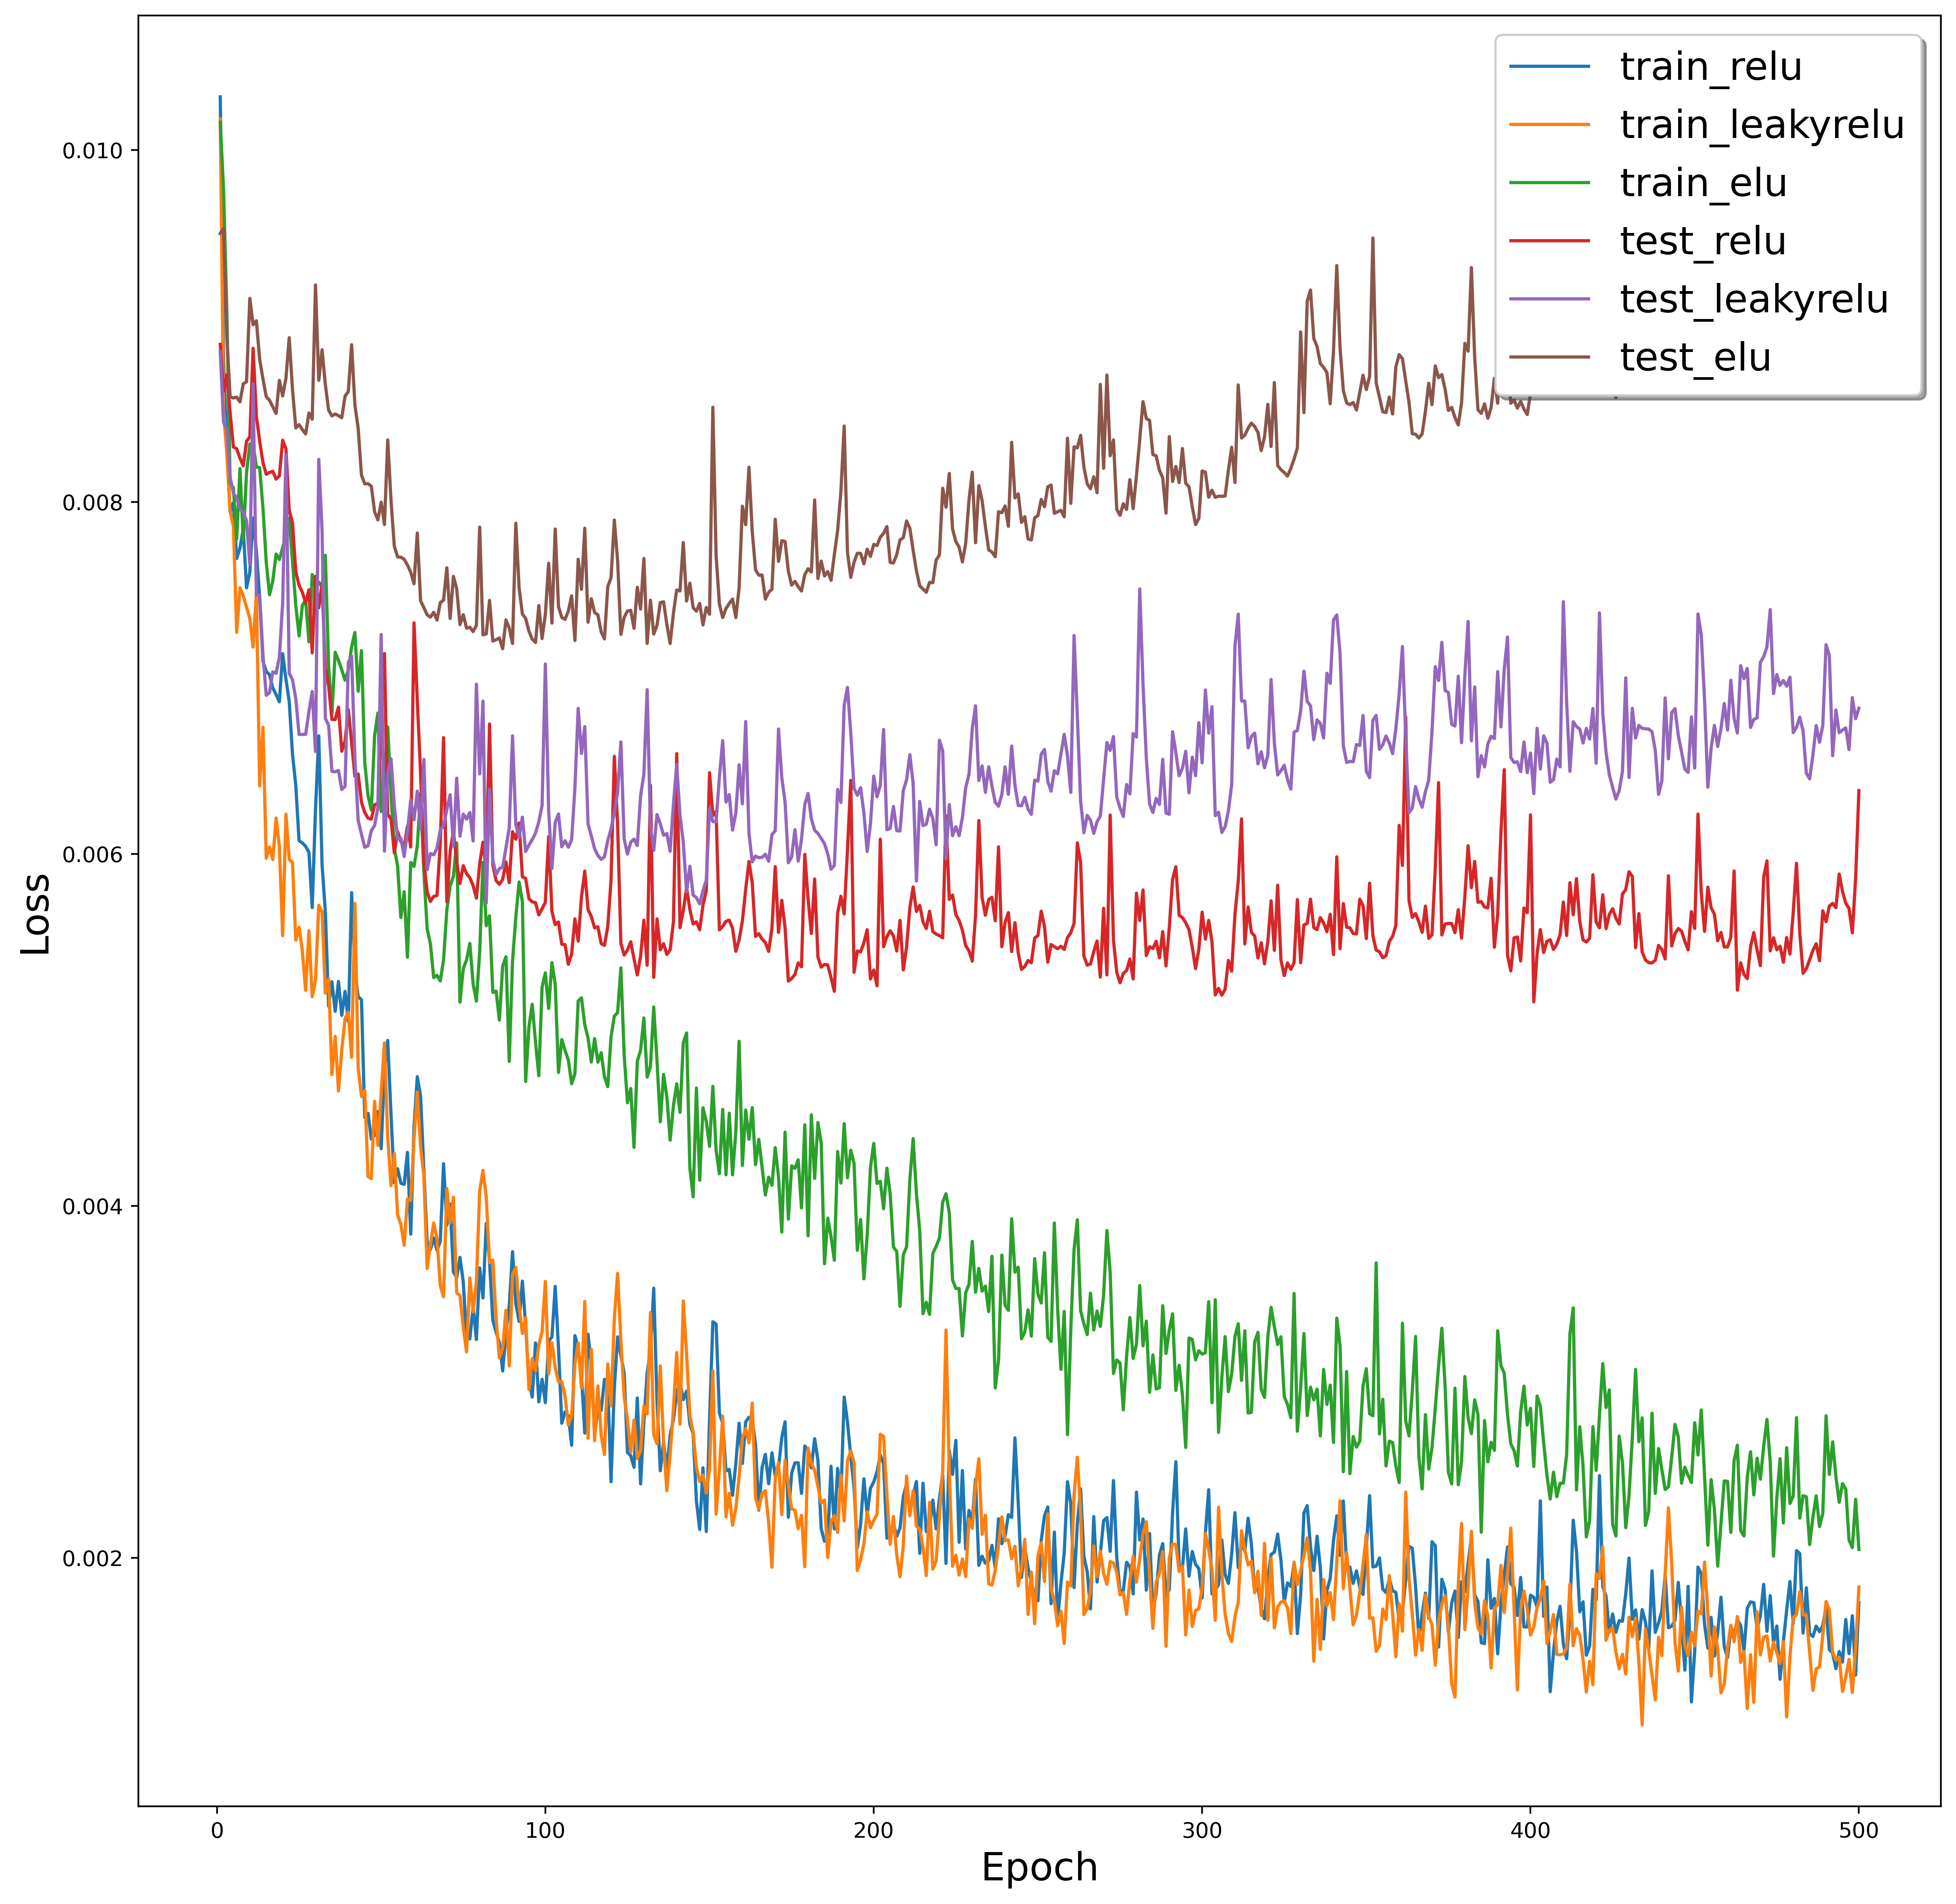 train_relu
train_leakyrelu
train_elu
test_relu
test_leakyrelu
test_elu
0.010
0.008
0.006
0.004
0.002
Loss
0 100 200 300 400 500
Epoch